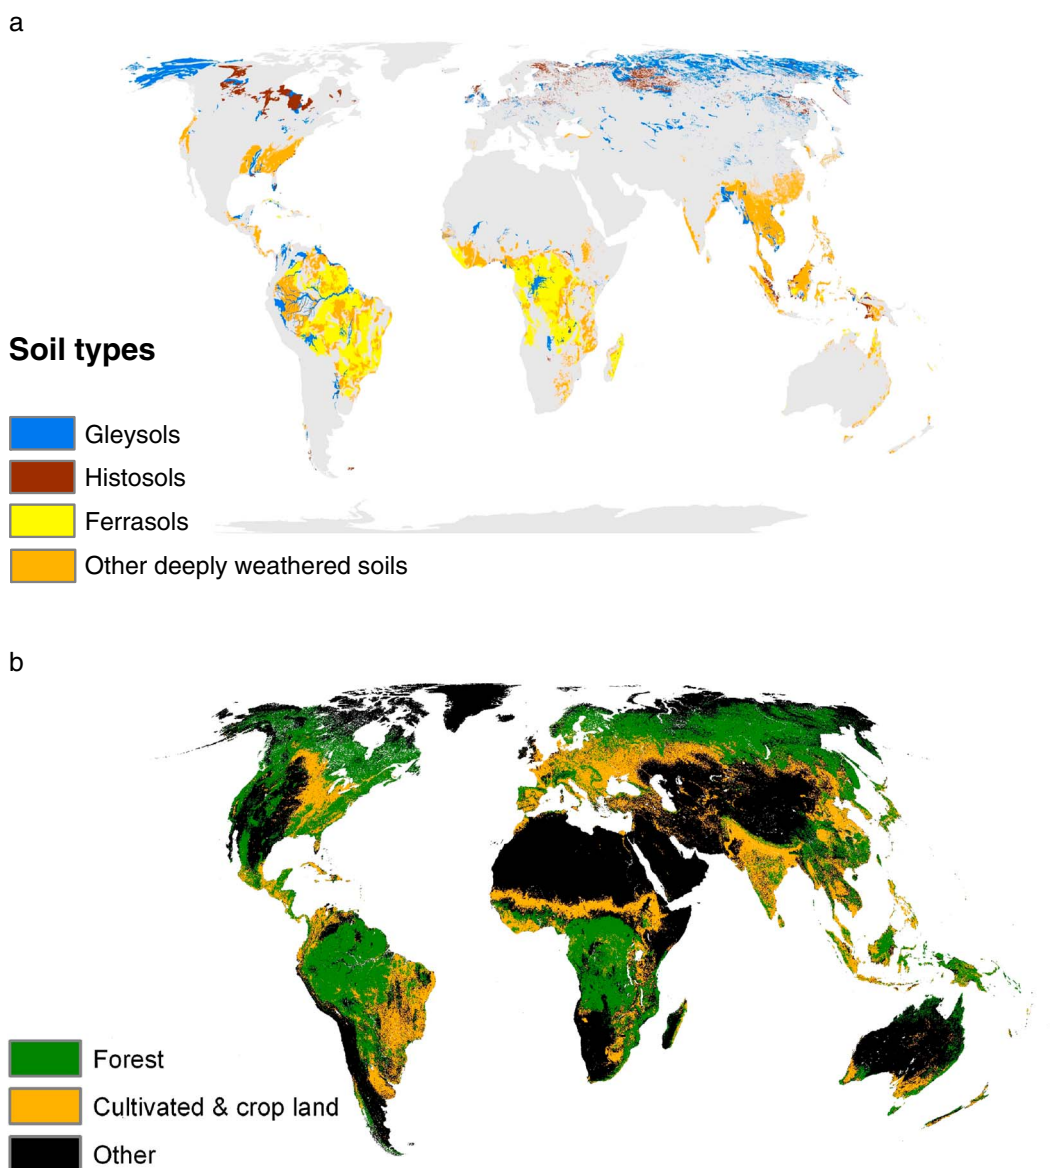 a
Soil types
Gleysols
Histosols
Ferrasols
Other deeply weathered soils
b
Forest
Cultivated & crop land
Other